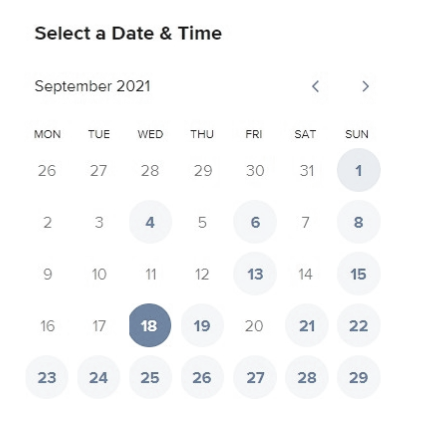 Select a Date & Time
September 2021
MON TUE WED THU FRI SAT SUN
26 27 28 29 30 31 1
2 3 4 5 6 7 8
9 10 11 12 13 14 15
16 17 18 19 20 21 22
23 24 25 26 27 28 29